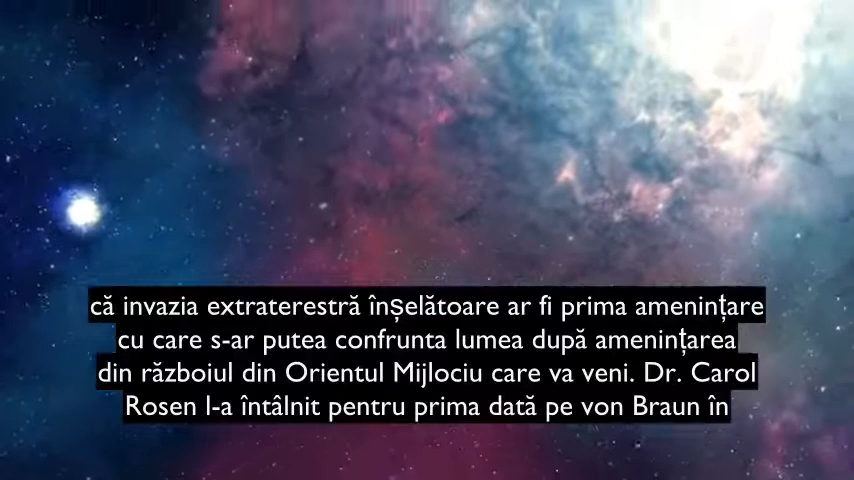 că invazia extraterestră înșelătoare ar fi prima amenințare
cu care s-ar putea confrunta lumea după amenințarea
din războiul din Orientul Mijlociu care va veni. Dr. Carol
Rosen l-a întâlnit pentru prima dată pe von Braun în